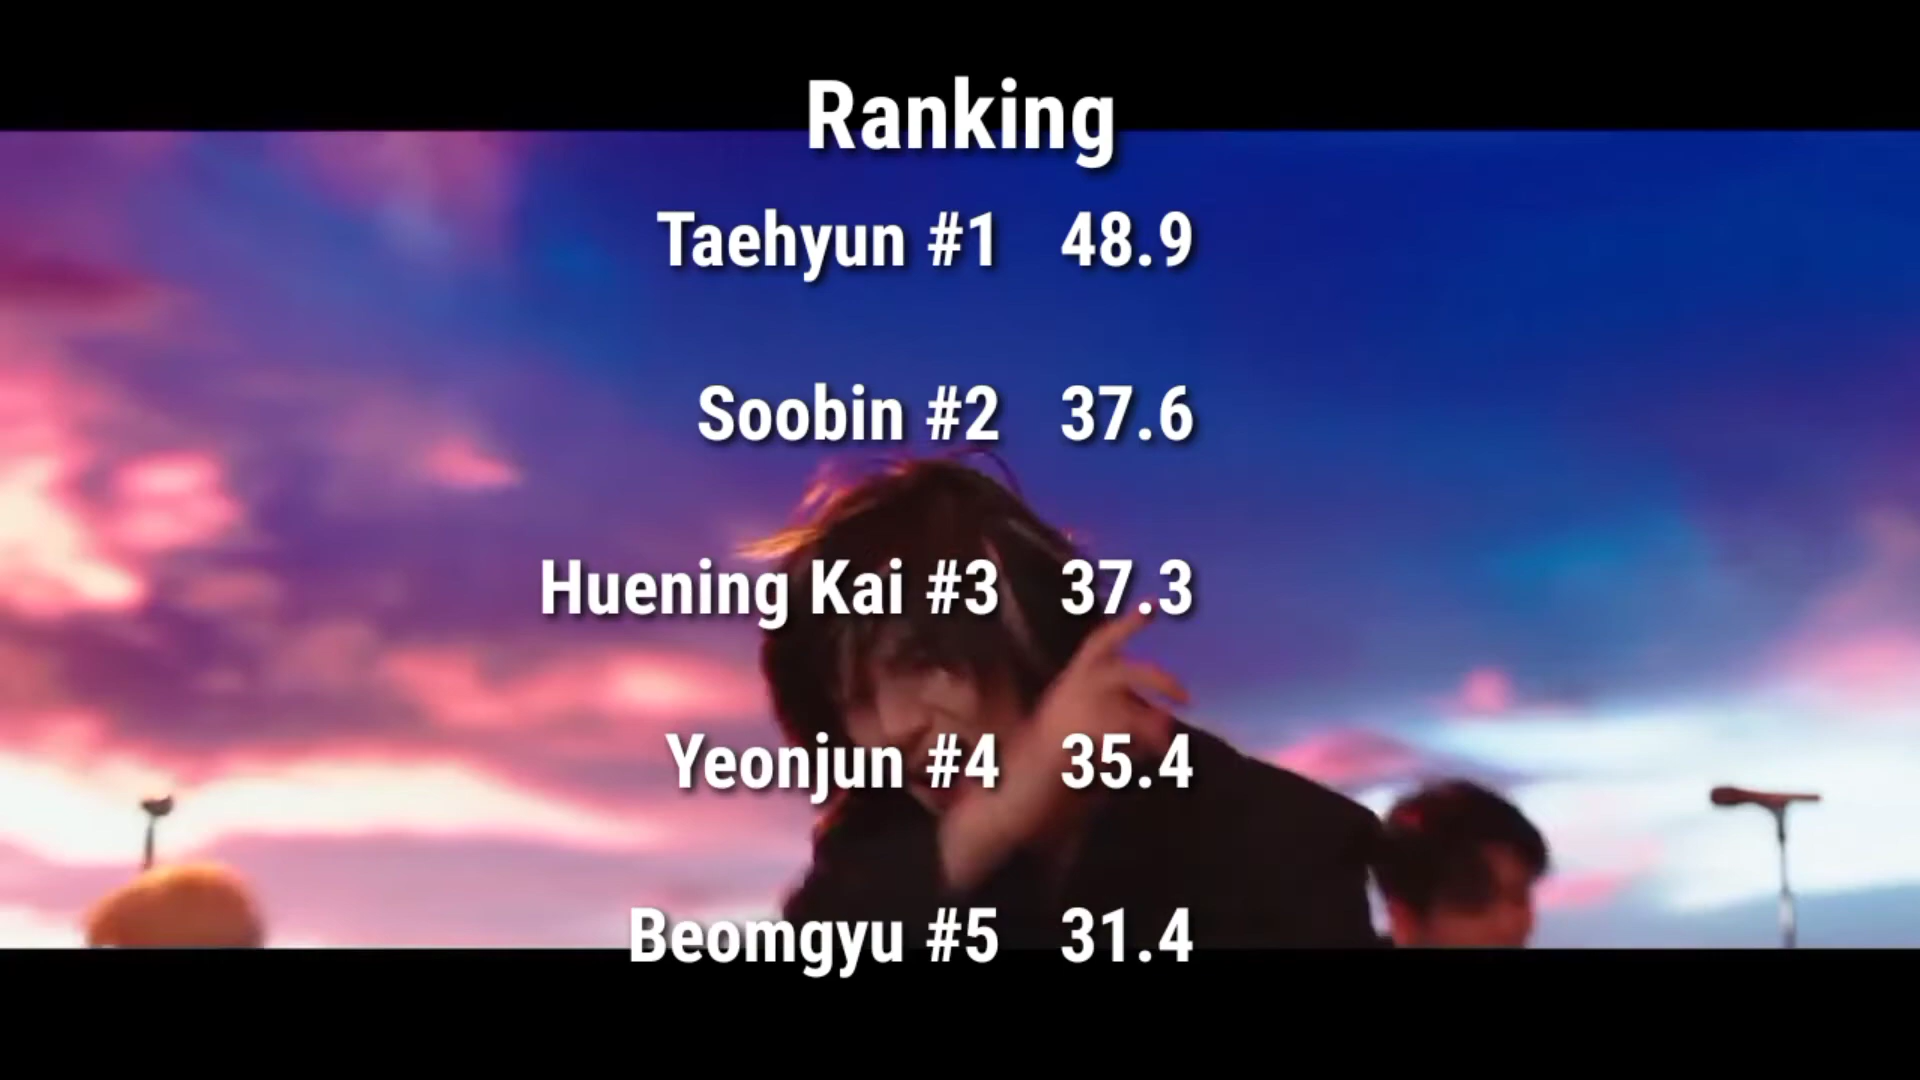 Ranking
Taehyun #1 48.9
Soobin #2 37.6
Huening Kai #3 37.3
Yeonjun #4 35.4
Beomgyu #5 31.4